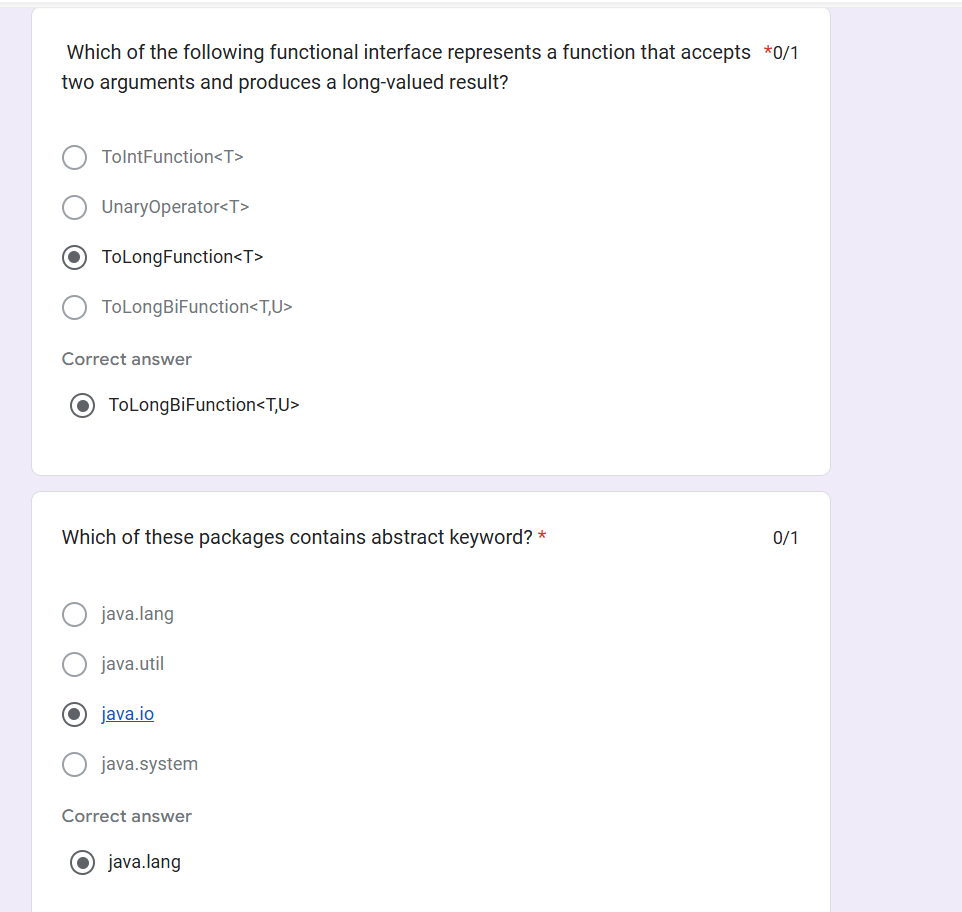 Which of the following functional interface represents a function that accepts *0/1
two arguments and produces a long-valued result?
ToIntFunction<T>
UnaryOperator<T>
ToLongFunction<T>
ToLongBiFunction<T,U>
Correct answer
ToLongBiFunction<T,U>
Which of these packages contains abstract keyword? * 0/1
java.lang
java.util
java.io
java.system
Correct answer
java.lang